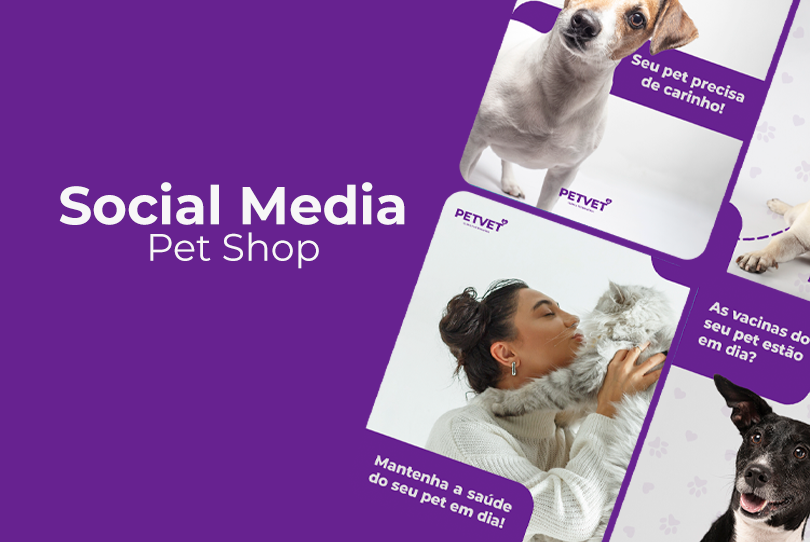 Social Media
Pet Shop
Seu pet precisa
de carinho!
PETVET
PETVET
Mantenha a saúde
do seu pet em dia!
As vacinas do
seu pet estão
em dia?